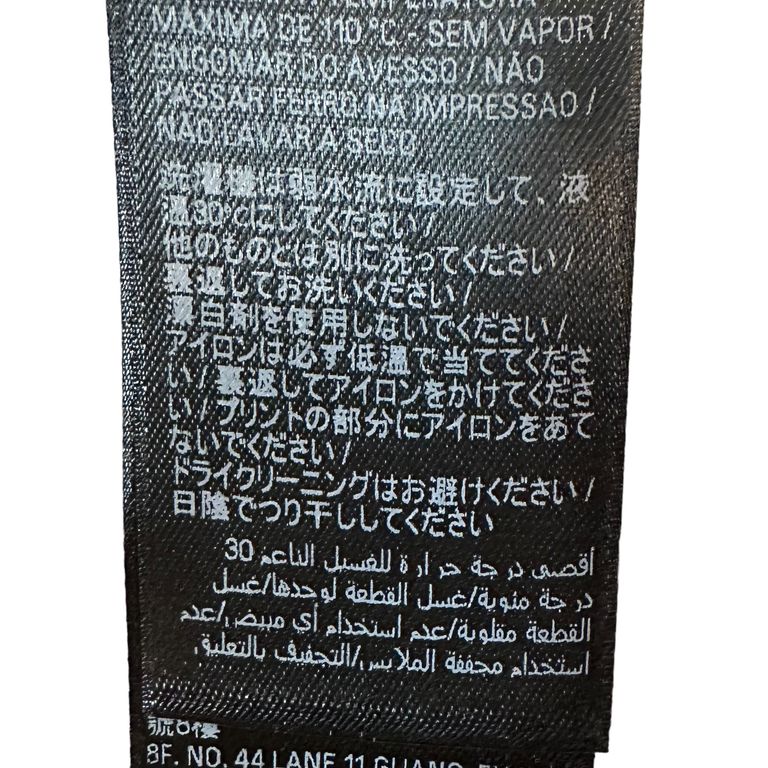 MÁXIMA DE 110 °C - SEM VAPOR /
ENGOMAR DO AVESSO / NÃO
PASSAR FERRO NA IMPRESSÃO /
NÃO LAVAR A SECO
洗濯機は弱水流に設定して、液
温30°cにしてください /
他のものとは別に洗ってください /
裏返してお洗いください /
漂白剤を使用しないでください /
アイロンは必ず低温で当ててくださ
い / 裏返してアイロンをかけてくださ
い / プリントの部分にアイロンをあて
ないでください /
ドライクリーニングはお避けください /
日陰でつり干ししてください
أقصى درجة حرارة للغسيل الناعم 30
درجة مئوية/غسل القطعة لوحدها/غسل
القطعة مقلوبة/عدم استخدام أي مبيض/عدم
استخدام مجففة الملابس/التجفيف بالتعليق
號8樓
8F. NO. 44 LANE 11 GUANG